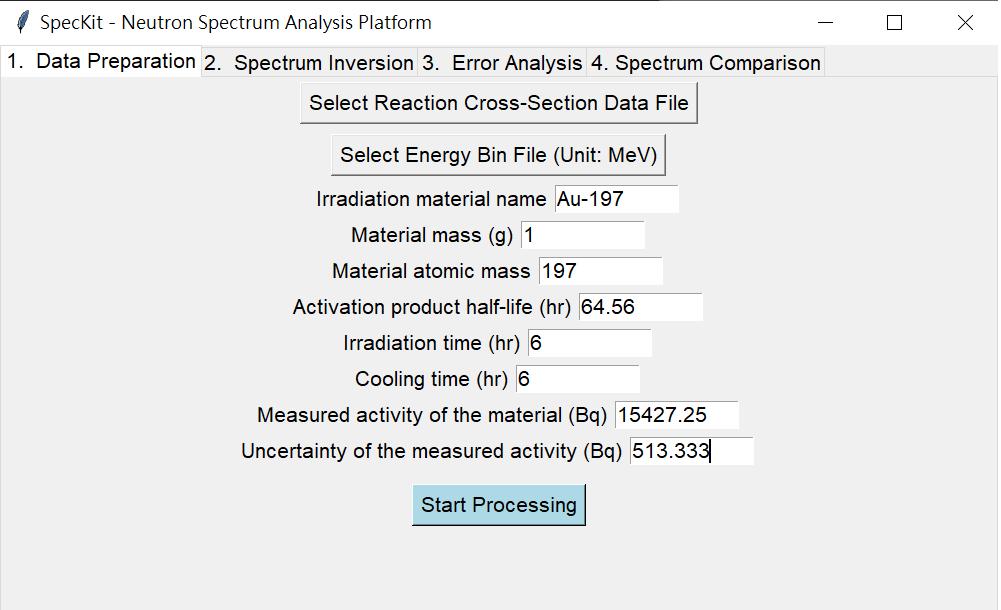 SpecKit - Neutron Spectrum Analysis Platform
1. Data Preparation 2. Spectrum Inversion 3. Error Analysis 4. Spectrum Comparison
Select Reaction Cross-Section Data File
Select Energy Bin File (Unit: MeV)
Irradiation material name Au-197
Material mass (g) 1
Material atomic mass 197
Activation product half-life (hr) 64.56
Irradiation time (hr) 6
Cooling time (hr) 6
Measured activity of the material (Bq) 15427.25
Uncertainty of the measured activity (Bq) 513.333
Start Processing